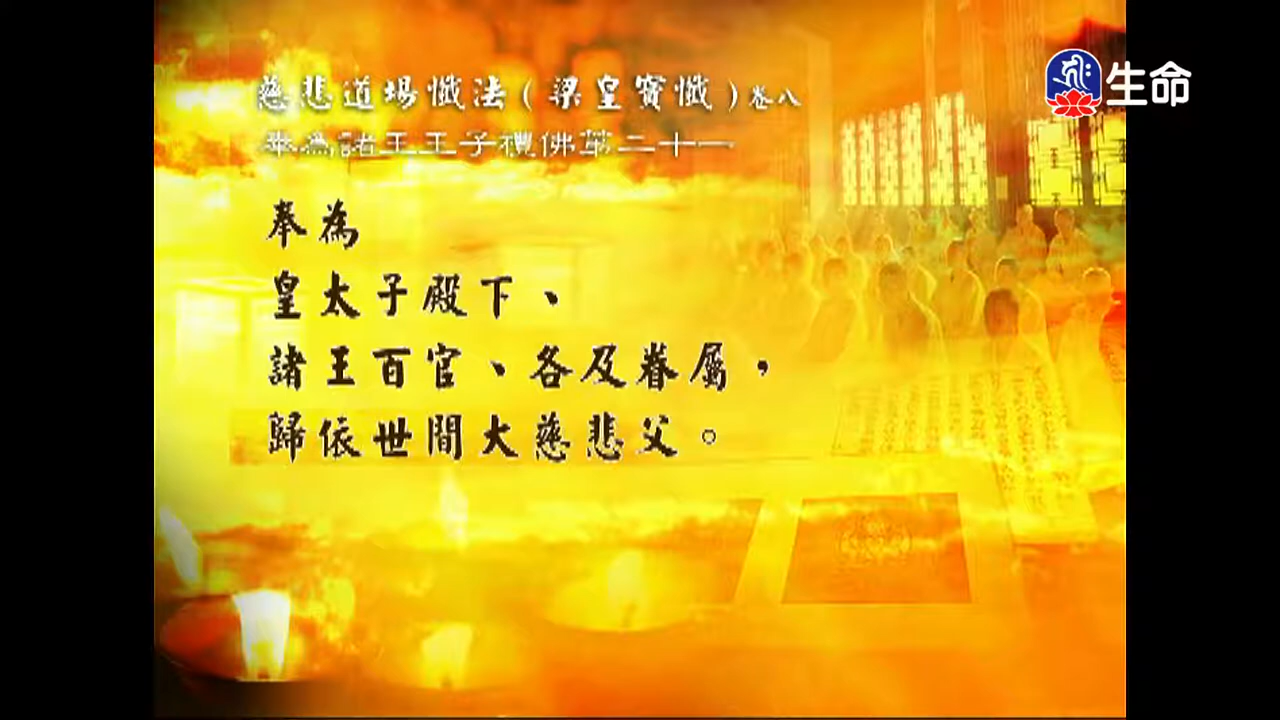 慈悲道場懺法(梁皇寶懺)卷八
奉為諸王王子禮佛第二十一
生命
奉為
皇太子殿下、
諸王百官、各及眷屬，
歸依世間大慈悲父。